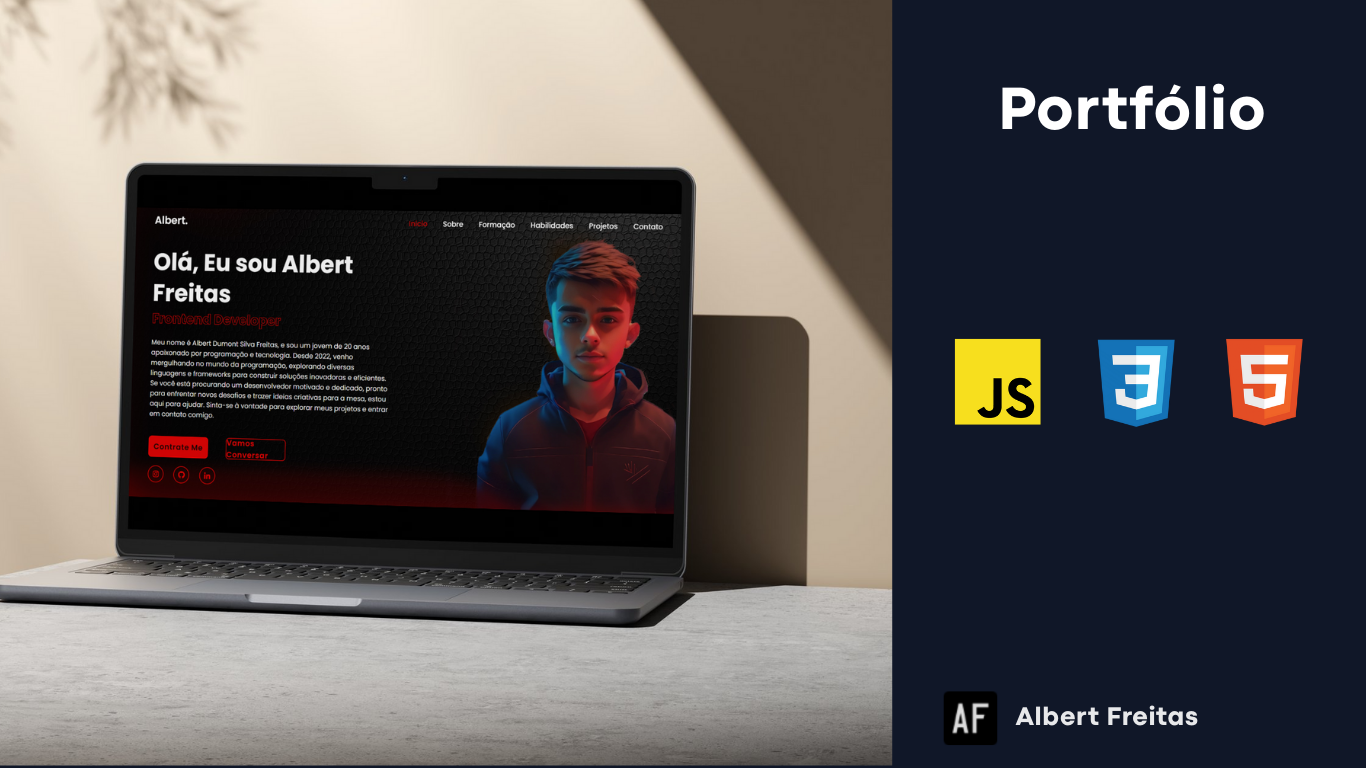 Portfólio
Albert.
Início Sobre Formação Habilidades Projetos Contato
Olá, Eu sou Albert
Freitas
Frontend Developer
Meu nome é Albert Dumont Silva Freitas, e sou um jovem de 20 anos
apaixonado por programação e tecnologia. Desde 2022, venho
mergulhando no mundo da programação, explorando diversas
linguagens e frameworks para construir soluções inovadoras e eficientes.
Se você está procurando um desenvolvedor motivado e dedicado, pronto
para enfrentar novos desafios e trazer ideias criativas para a mesa, estou
aqui para ajudar. Sinta-se à vontade para explorar meus projetos e entrar
em contato comigo.
Contrate Me
Vamos
Conversar
in
JS
3
5
AF
Albert Freitas